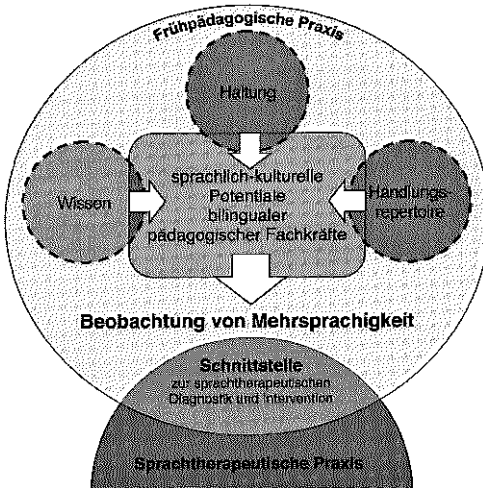 Frühpädagogische Praxis
Haltung
Wissen
sprachlich-kulturelle
Potentiale
bilingualer
pädagogischer Fachkräfte
Handlungs-
repertoire
Beobachtung von Mehrsprachigkeit
Schnittstelle
zur sprachtherapeutischen
Diagnostik und Intervention
Sprachtherapeutische Praxis